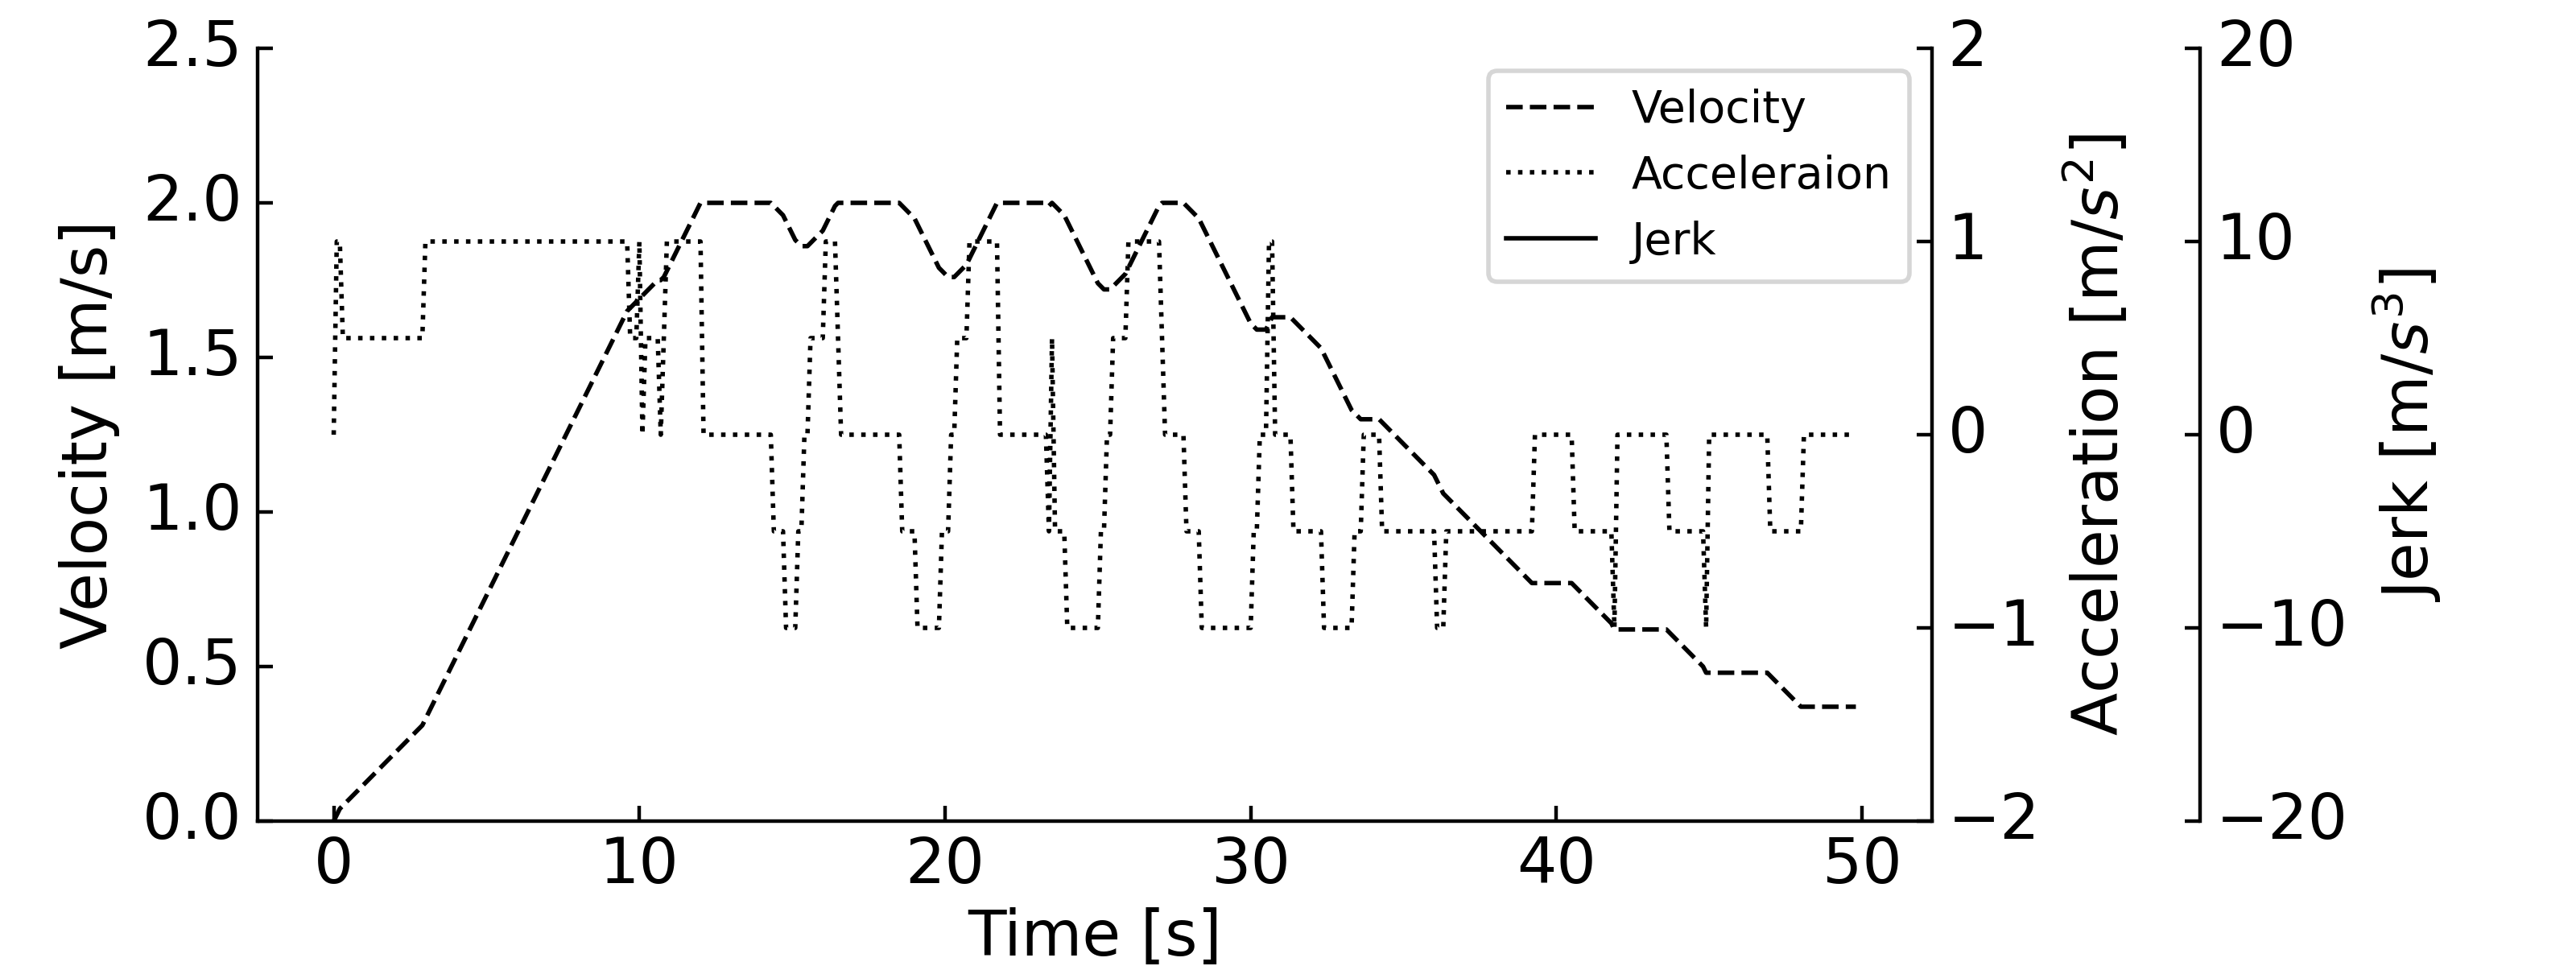 Velocity [m/s]
2.5
2.0
1.5
1.0
0.5
0.0
0 10 20 30 40 50
Time [s]
Velocity
Acceleraion
Jerk
2
1
0
−1
−2
Acceleration [m/s²]
20
10
0
−10
−20
Jerk [m/s³]